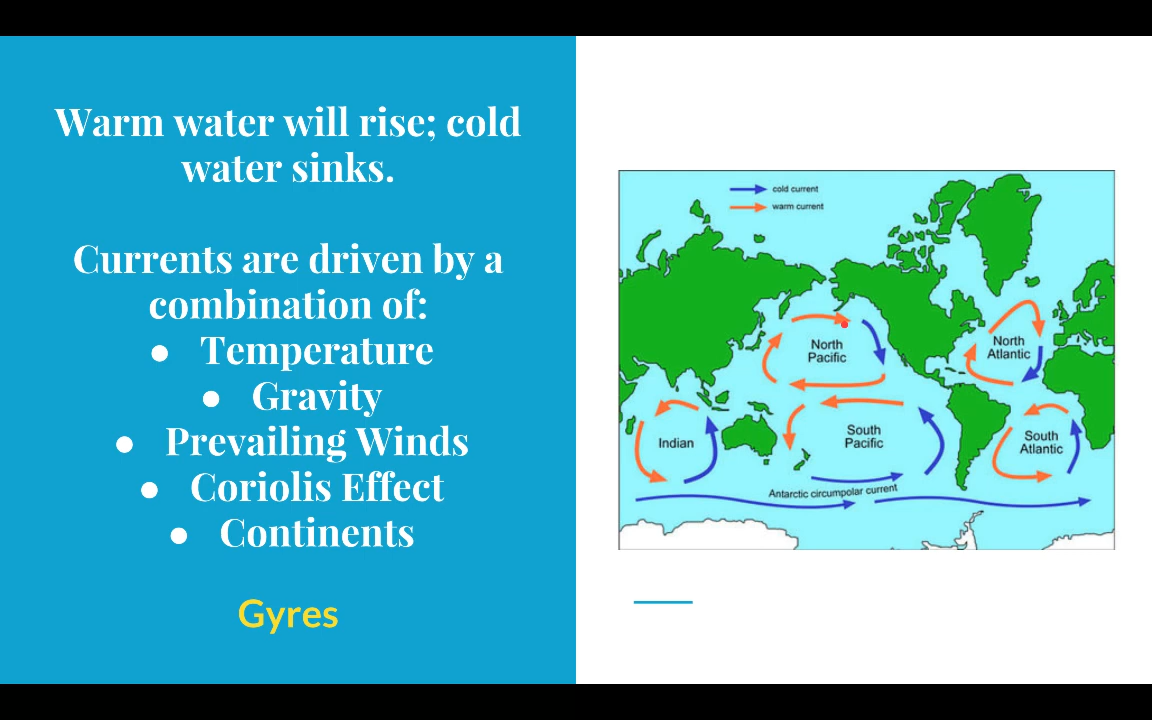 Warm water will rise; cold
water sinks.
Currents are driven by a
combination of:
● Temperature
● Gravity
● Prevailing Winds
● Coriolis Effect
● Continents
Gyres
cold current
warm current
North
Pacific
North
Atlantic
Indian
South
Pacific
South
Atlantic
Antarctic circumpolar current